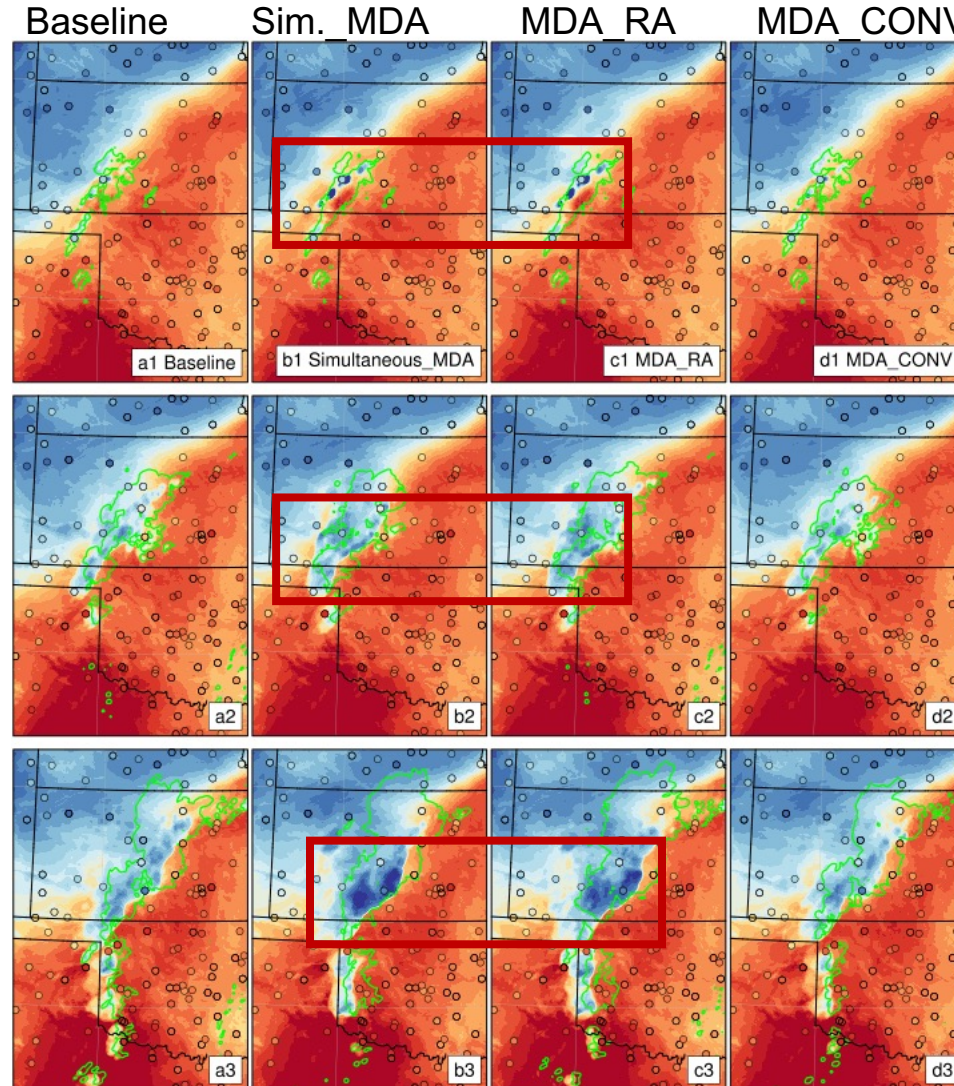 Baseline Sim._MDA MDA_RA MDA_CONV
a1 Baseline b1 Simultaneous_MDA c1 MDA_RA d1 MDA_CONV
a2 b2 c2 d2
a3 b3 c3 d3